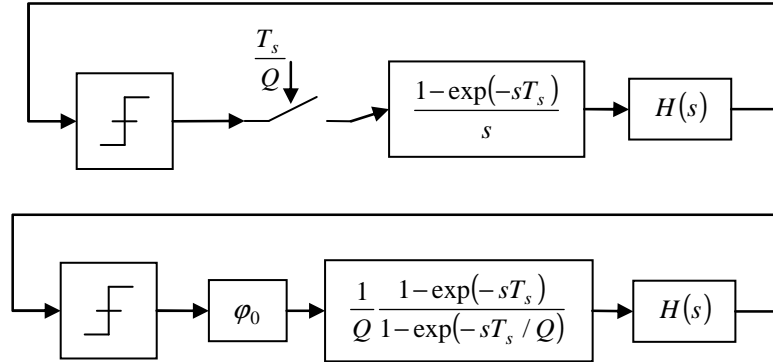 T_s/Q
(1−exp(−sT_s))/s
H(s)
φ_0
1/Q (1−exp(−sT_s))/(1−exp(−sT_s/Q))
H(s)